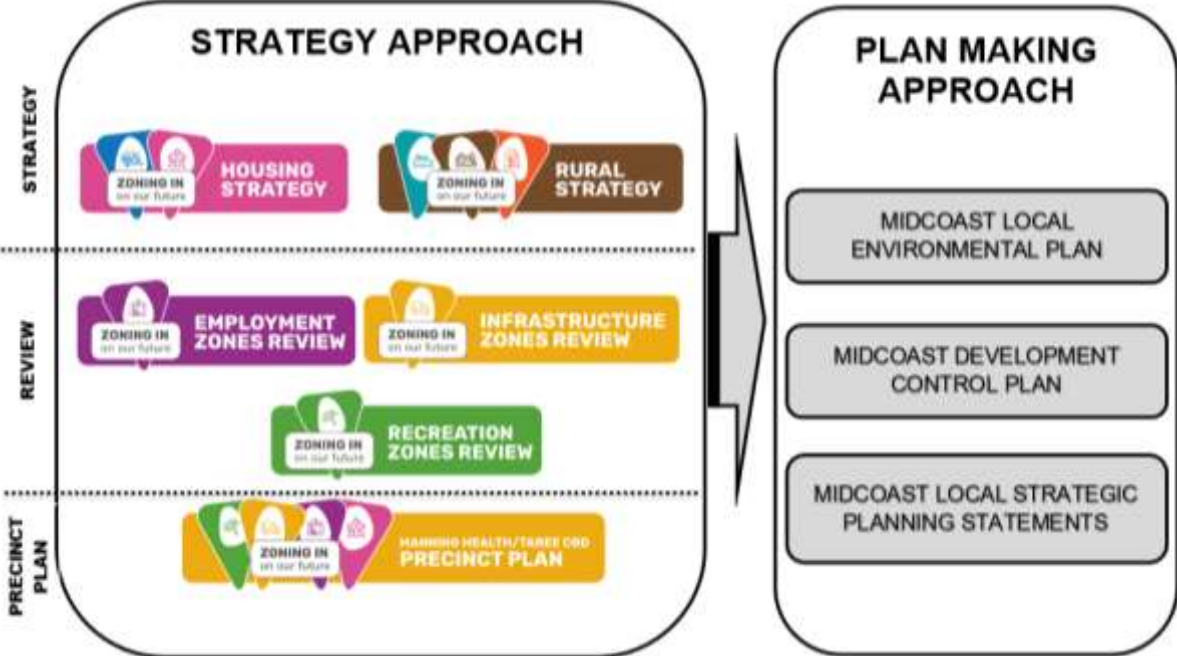 STRATEGY APPROACH
STRATEGY
ZONING IN
on our future
HOUSING
STRATEGY
ZONING IN
on our future
RURAL
STRATEGY
REVIEW
ZONING IN
on our future
EMPLOYMENT
ZONES REVIEW
ZONING IN
on our future
INFRASTRUCTURE
ZONES REVIEW
ZONING IN
on our future
RECREATION
ZONES REVIEW
PRECINCT
PLAN
ZONING IN
on our future
MANNING HEALTH/TAREE CBD
PRECINCT PLAN
PLAN MAKING
APPROACH
MIDCOAST LOCAL
ENVIRONMENTAL PLAN
MIDCOAST DEVELOPMENT
CONTROL PLAN
MIDCOAST LOCAL STRATEGIC
PLANNING STATEMENTS